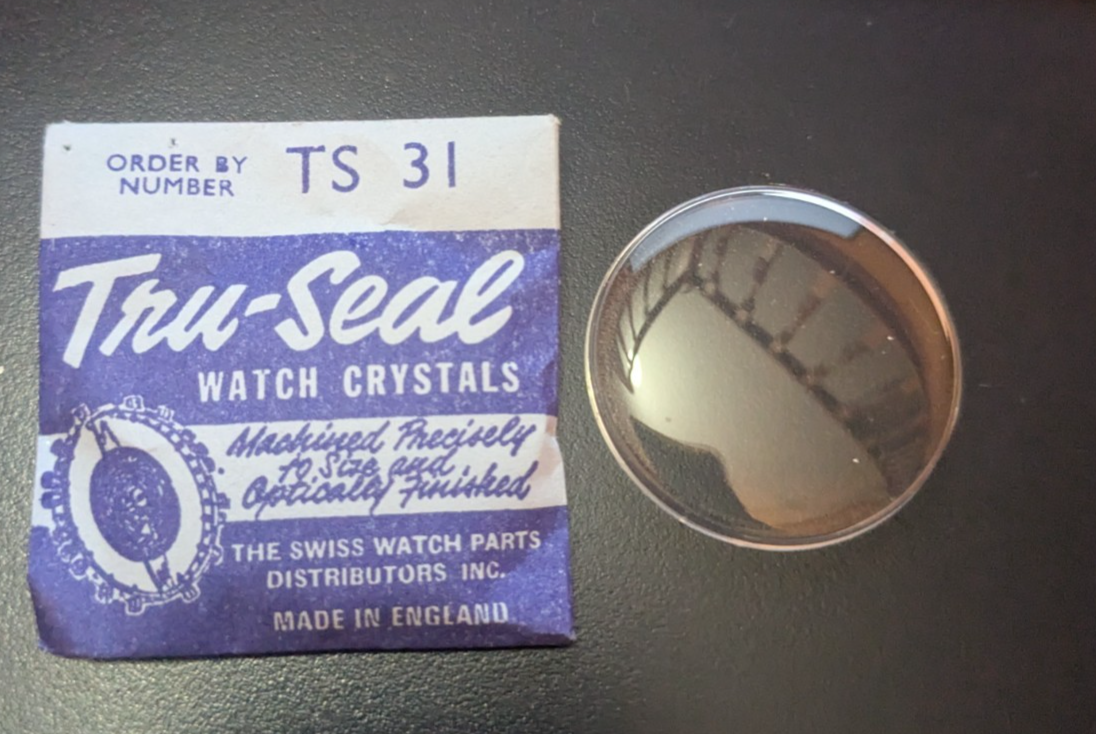 ORDER BY
NUMBER
TS 31
Tru-Seal
WATCH CRYSTALS
Machined Precisely
to Size and
Optically Finished
THE SWISS WATCH PARTS
DISTRIBUTORS INC.
MADE IN ENGLAND